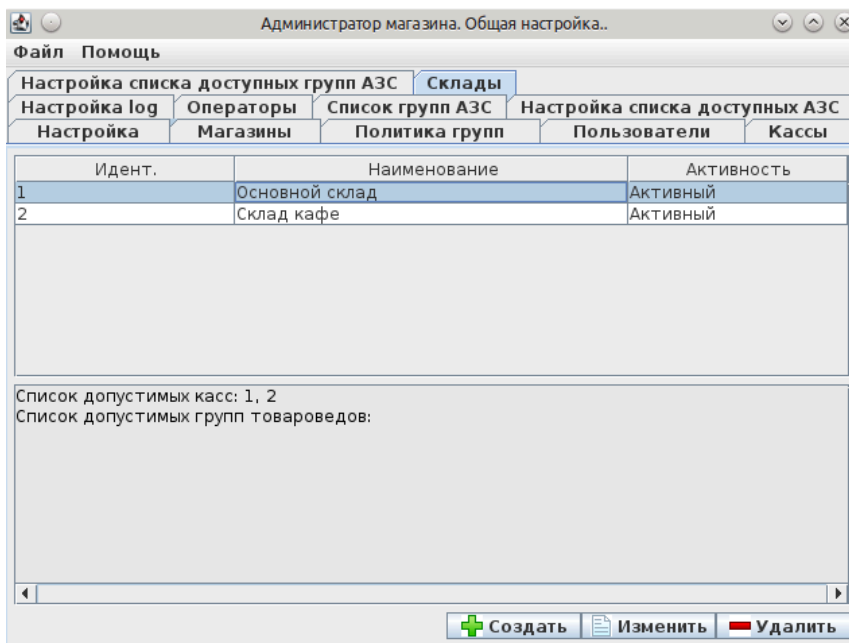 Администратор магазина. Общая настройка..
Файл Помощь
Настройка списка доступных групп АЗС Склады
Настройка log Операторы Список групп АЗС Настройка списка доступных АЗС
Настройка Магазины Политика групп Пользователи Кассы
Идент. Наименование Активность
1 Основной склад Активный
2 Склад кафе Активный
Список допустимых касс: 1, 2
Список допустимых групп товароведов:
Создать Изменить Удалить